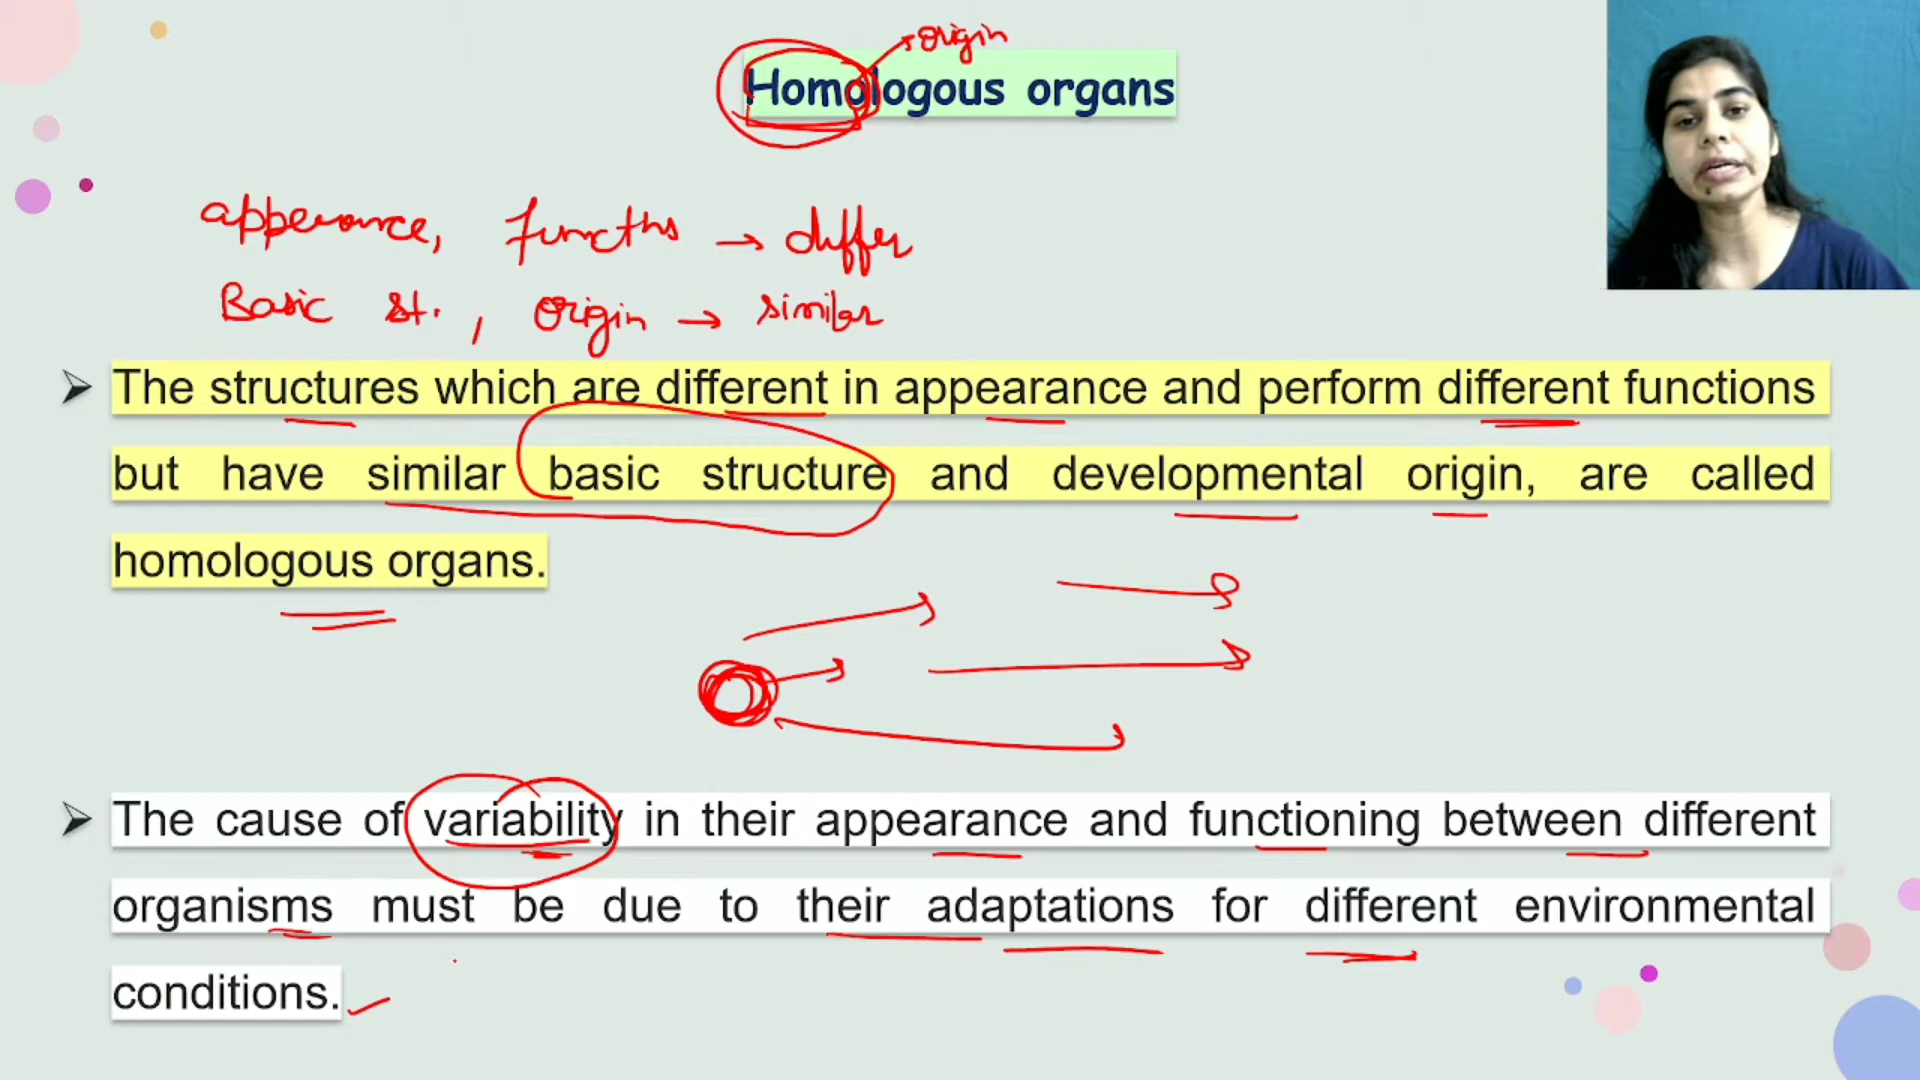 origin
Homologous organs
apperance, functns → differ
Basic st. , origin → similar
➢ The structures which are different in appearance and perform different functions
but have similar basic structure and developmental origin, are called
homologous organs.
➢ The cause of variability in their appearance and functioning between different
organisms must be due to their adaptations for different environmental
conditions.